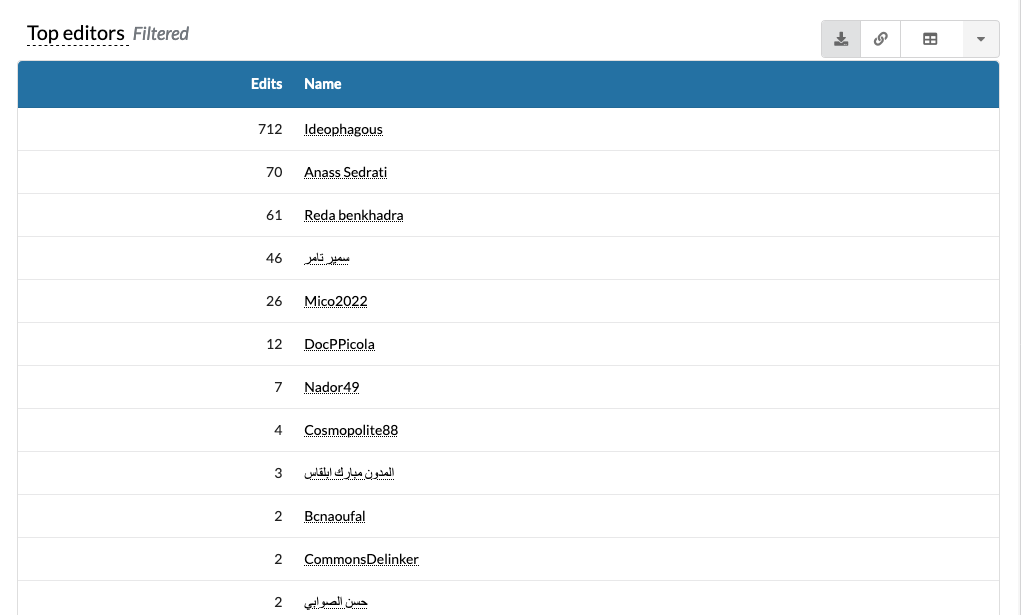 Top editors Filtered
Edits Name
712 Ideophagous
70 Anass Sedrati
61 Reda benkhadra
46 سمير تامر
26 Mico2022
12 DocPPicola
7 Nador49
4 Cosmopolite88
3 المدون مبارك ابلقاس
2 Bcnaoufal
2 CommonsDelinker
2 حسن الصوابي